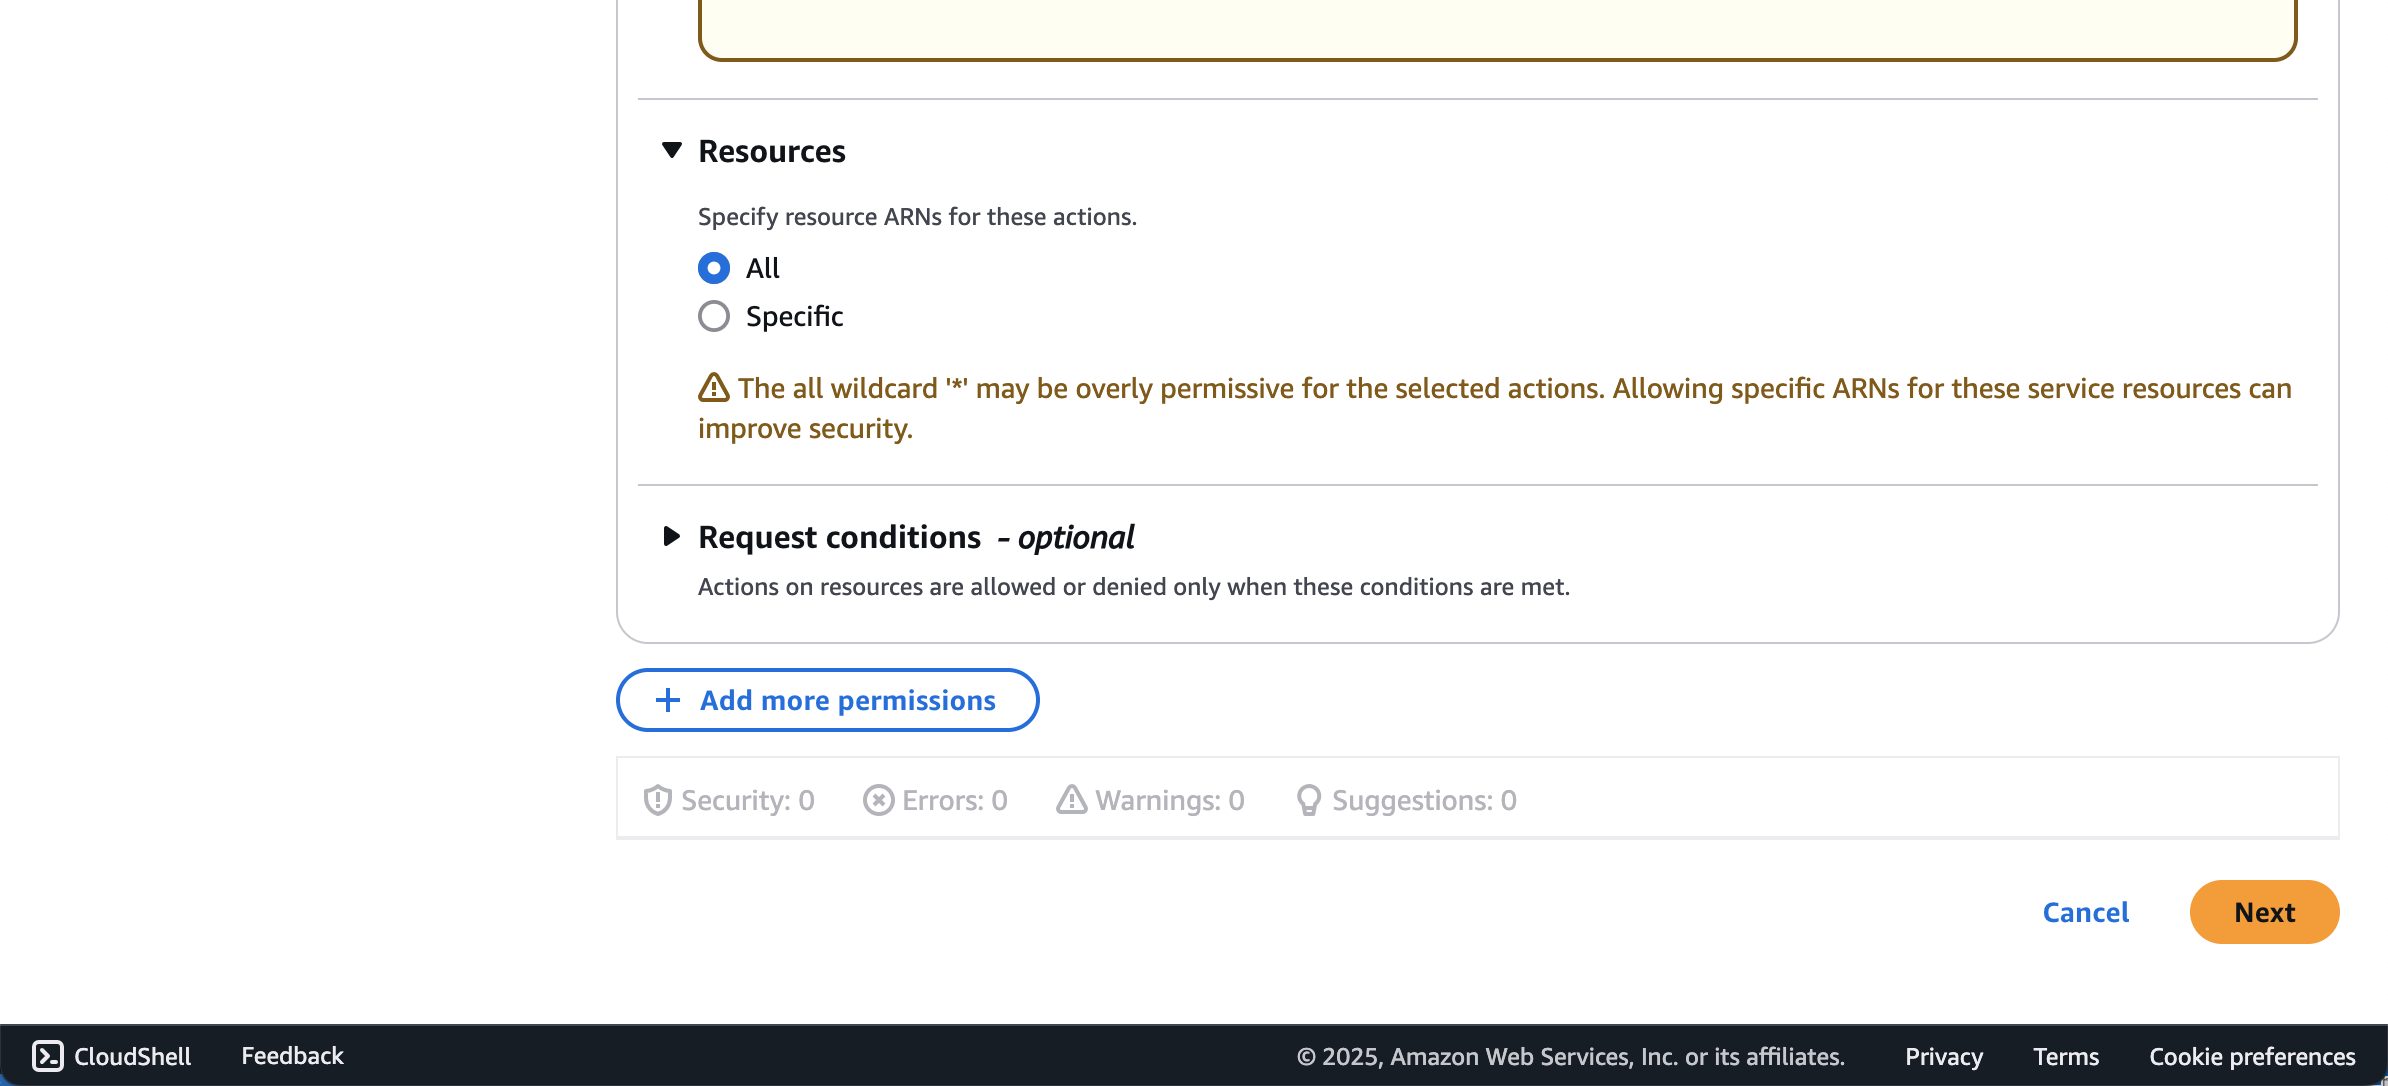 Resources
Specify resource ARNs for these actions.
All
Specific
The all wildcard '*' may be overly permissive for the selected actions. Allowing specific ARNs for these service resources can
improve security.
Request conditions - optional
Actions on resources are allowed or denied only when these conditions are met.
+ Add more permissions
Security: 0 Errors: 0 Warnings: 0 Suggestions: 0
Cancel Next
CloudShell Feedback © 2025, Amazon Web Services, Inc. or its affiliates. Privacy Terms Cookie preferences